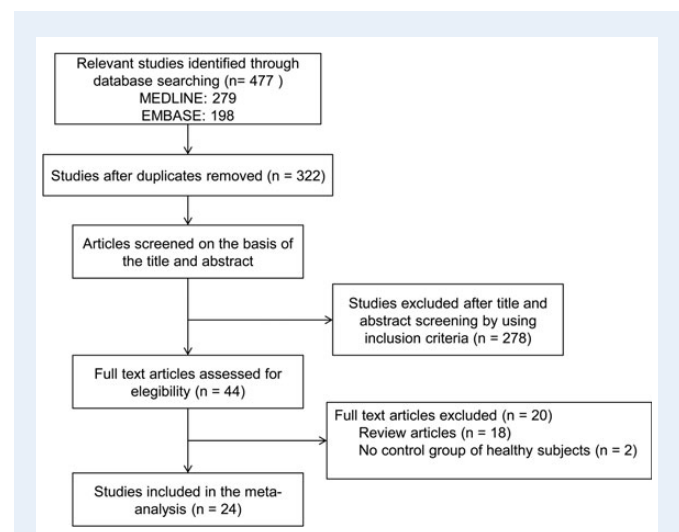 Relevant studies identified through
database searching (n= 477 )
MEDLINE: 279
EMBASE: 198
Studies after duplicates removed (n = 322)
Articles screened on the basis of
the title and abstract
Studies excluded after title and
abstract screening by using
inclusion criteria (n = 278)
Full text articles assessed for
elegibility (n = 44)
Full text articles excluded (n = 20)
Review articles (n = 18)
No control group of healthy subjects (n = 2)
Studies included in the meta-
analysis (n = 24)